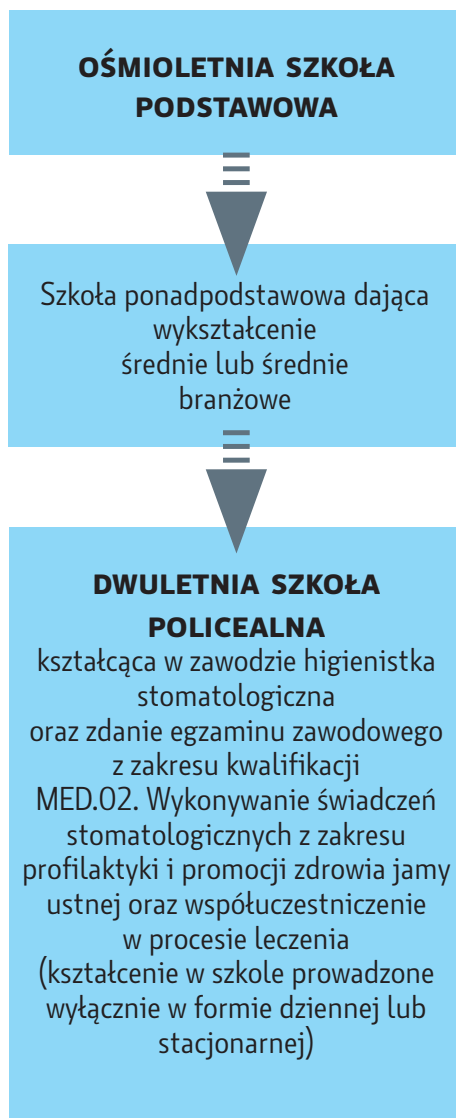 OŚMIOLETNIA SZKOŁA
PODSTAWOWA
Szkoła ponadpodstawowa dająca
wykształcenie
średnie lub średnie
branżowe
DWULETNIA SZKOŁA
POLICEALNA
kształcąca w zawodzie higienistka
stomatologiczna
oraz zdanie egzaminu zawodowego
z zakresu kwalifikacji
MED.02. Wykonywanie świadczeń
stomatologicznych z zakresu
profilaktyki i promocji zdrowia jamy
ustnej oraz współuczestniczenie
w procesie leczenia
(kształcenie w szkole prowadzone
wyłącznie w formie dziennej lub
stacjonarnej)